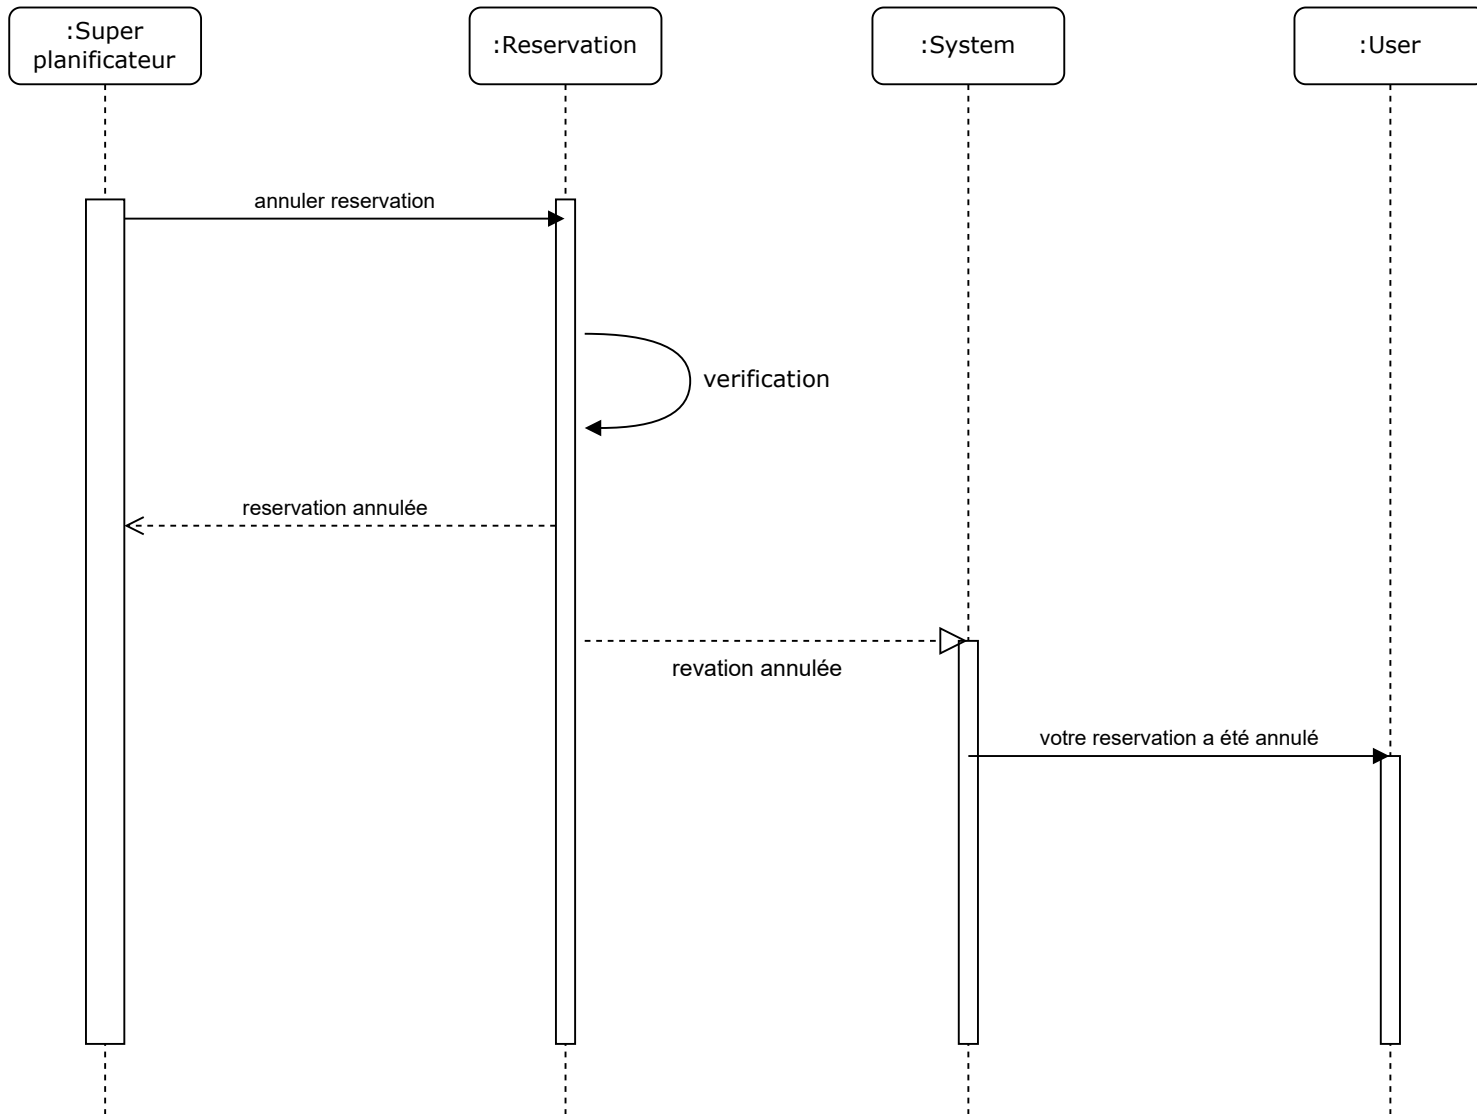 :Super
planificateur
:Reservation
:System
:User
annuler reservation
verification
reservation annulée
revation annulée
votre reservation a été annulé